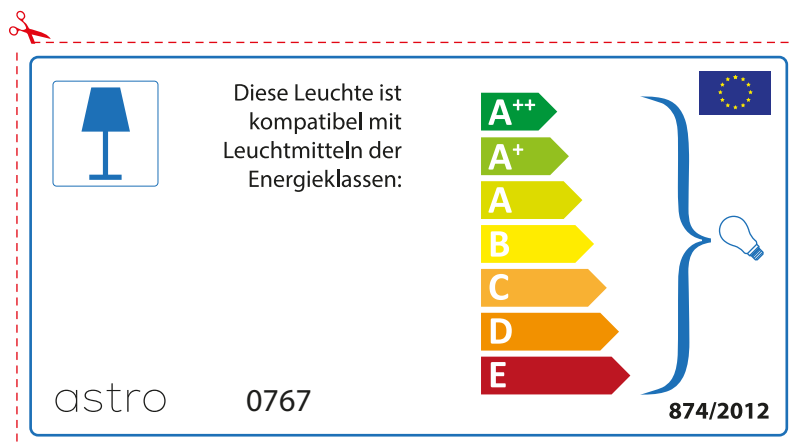 Diese Leuchte ist
kompatibel mit
Leuchtmitteln der
Energieklassen:
A++
A+
A
B
C
D
E
astro
0767
874/2012